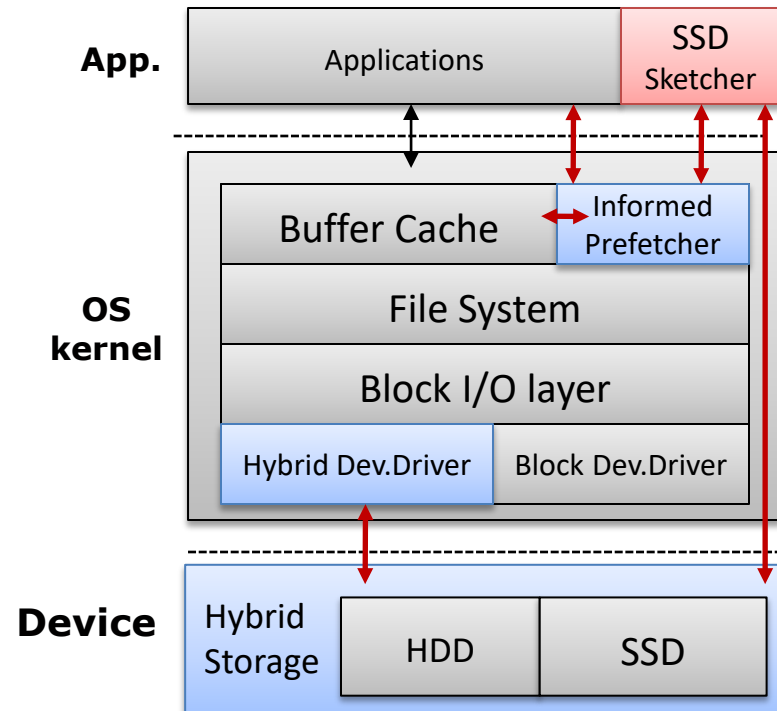 App.
Applications
SSD
Sketcher
OS
kernel
Buffer Cache
Informed
Prefetcher
File System
Block I/O layer
Hybrid Dev.Driver
Block Dev.Driver
Device
Hybrid
Storage
HDD
SSD